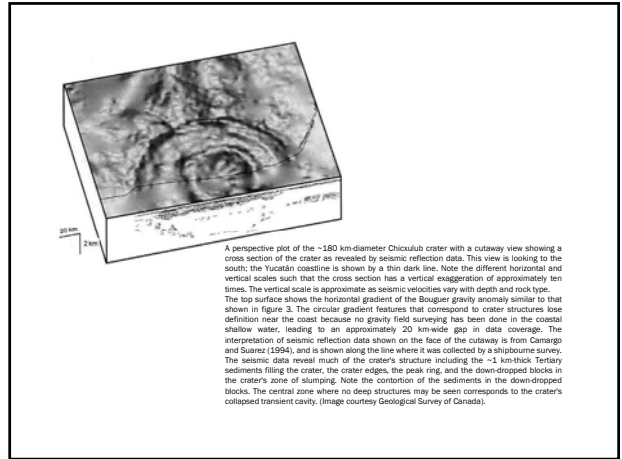 20 km
2 km
A perspective plot of the ~180 km-diameter Chicxulub crater with a cutaway view showing a
cross section of the crater as revealed by seismic reflection data. This view is looking to the
south; the Yucatán coastline is shown by a thin dark line. Note the different horizontal and
vertical scales such that the cross section has a vertical exaggeration of approximately ten
times. The vertical scale is approximate as seismic velocities vary with depth and rock type.
The top surface shows the horizontal gradient of the Bouguer gravity anomaly similar to that
shown in figure 3. The circular gradient features that correspond to crater structures lose
definition near the coast because no gravity field surveying has been done in the coastal
shallow water, leading to an approximately 20 km-wide gap in data coverage. The
interpretation of seismic reflection data shown on the face of the cutaway is from Camargo
and Suarez (1994), and is shown along the line where it was collected by a shipbourne survey.
The seismic data reveal much of the crater's structure including the ~1 km-thick Tertiary
sediments filling the crater, the crater edges, the peak ring, and the down-dropped blocks in
the crater's zone of slumping. Note the contortion of the sediments in the down-dropped
blocks. The central zone where no deep structures may be seen corresponds to the crater's
collapsed transient cavity. (Image courtesy Geological Survey of Canada).